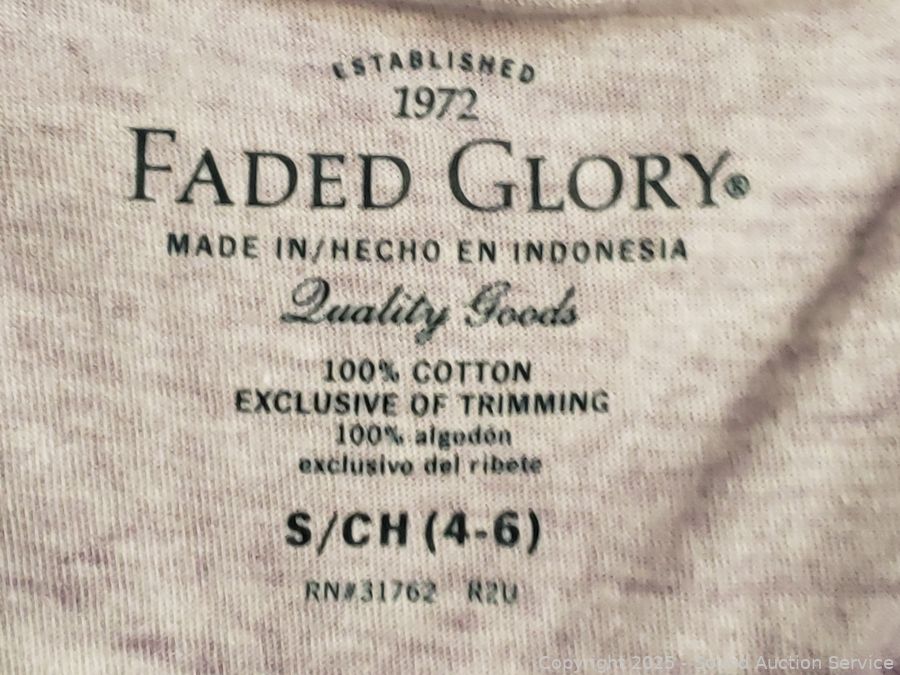 ESTABLISHED
1972
FADED GLORY®
MADE IN/HECHO EN INDONESIA
Quality Goods
100% COTTON
EXCLUSIVE OF TRIMMING
100% algodón
exclusivo del ribete
S/CH (4-6)
RN#31762 R2U
Copyright 2025 - Sound Auction Service